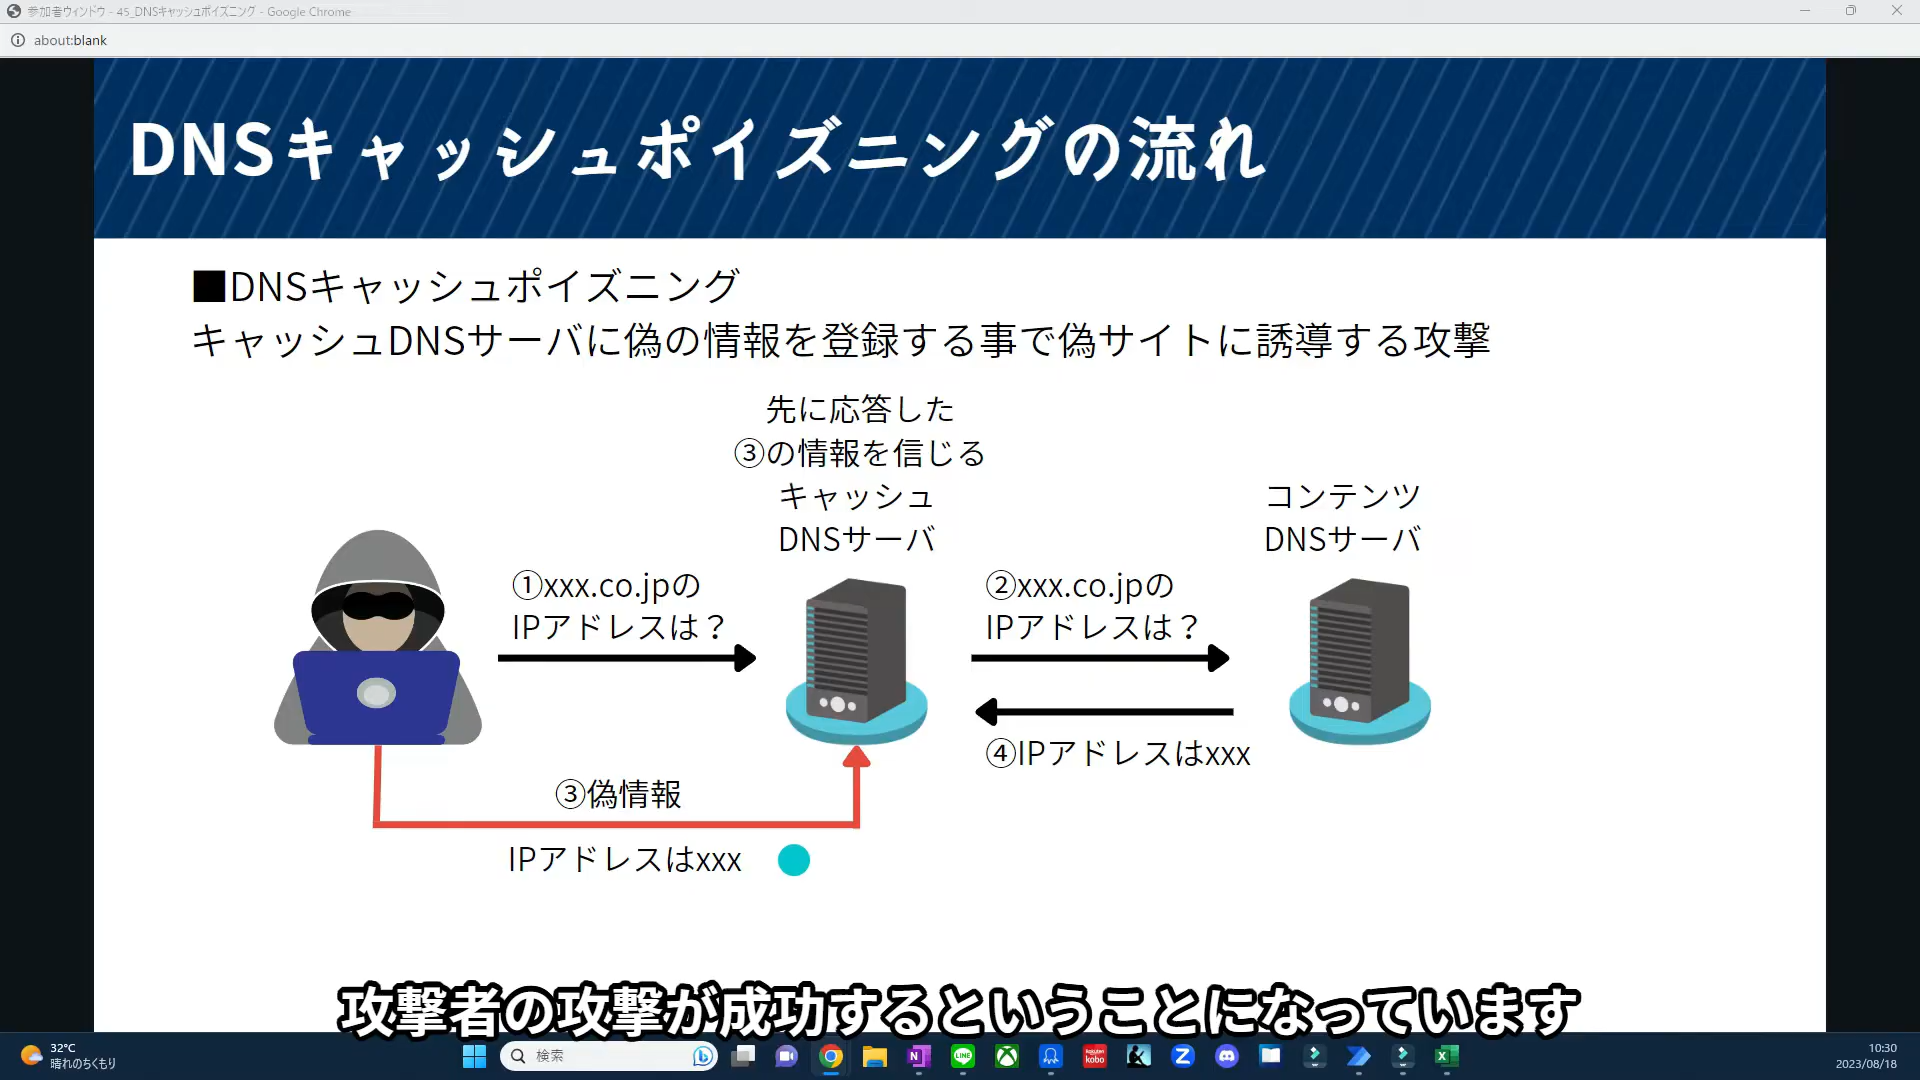 参加者ウィンドウ - 45_DNSキャッシュポイズニング - Google Chrome
about:blank
DNSキャッシュポイズニングの流れ
■DNSキャッシュポイズニング
キャッシュDNSサーバに偽の情報を登録する事で偽サイトに誘導する攻撃
先に応答した
③の情報を信じる
キャッシュ
DNSサーバ
コンテンツ
DNSサーバ
①xxx.co.jpの
IPアドレスは？
②xxx.co.jpの
IPアドレスは？
④IPアドレスはxxx
③偽情報
IPアドレスはxxx
攻撃者の攻撃が成功するということになっています
32°C
晴れのちくもり
検索
N
LINE
Rakuten
kobo
Z
X
10:30
2023/08/18